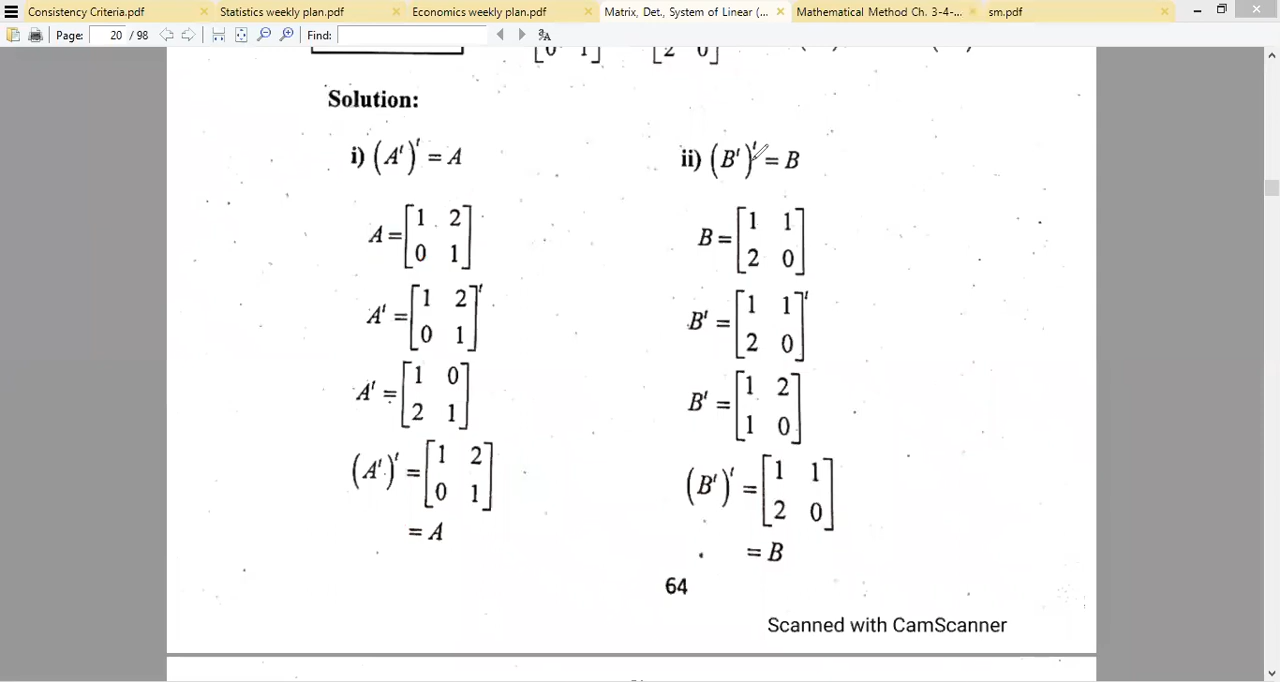 Consistency Criteria.pdf × Statistics weekly plan.pdf × Economics weekly plan.pdf × Matrix, Det., System of Linear (... × Mathematical Method Ch. 3-4-... × sm.pdf ×
Page: 20 / 98 Find:
Solution:
i) (A')' = A
A = [1 2
0 1]
A' = [1 2
0 1]'
A' = [1 0
2 1]
(A')' = [1 2
0 1]
= A
ii) (B')' = B
B = [1 1
2 0]
B' = [1 1
2 0]'
B' = [1 2
1 0]
(B')' = [1 1
2 0]
= B
64
Scanned with CamScanner